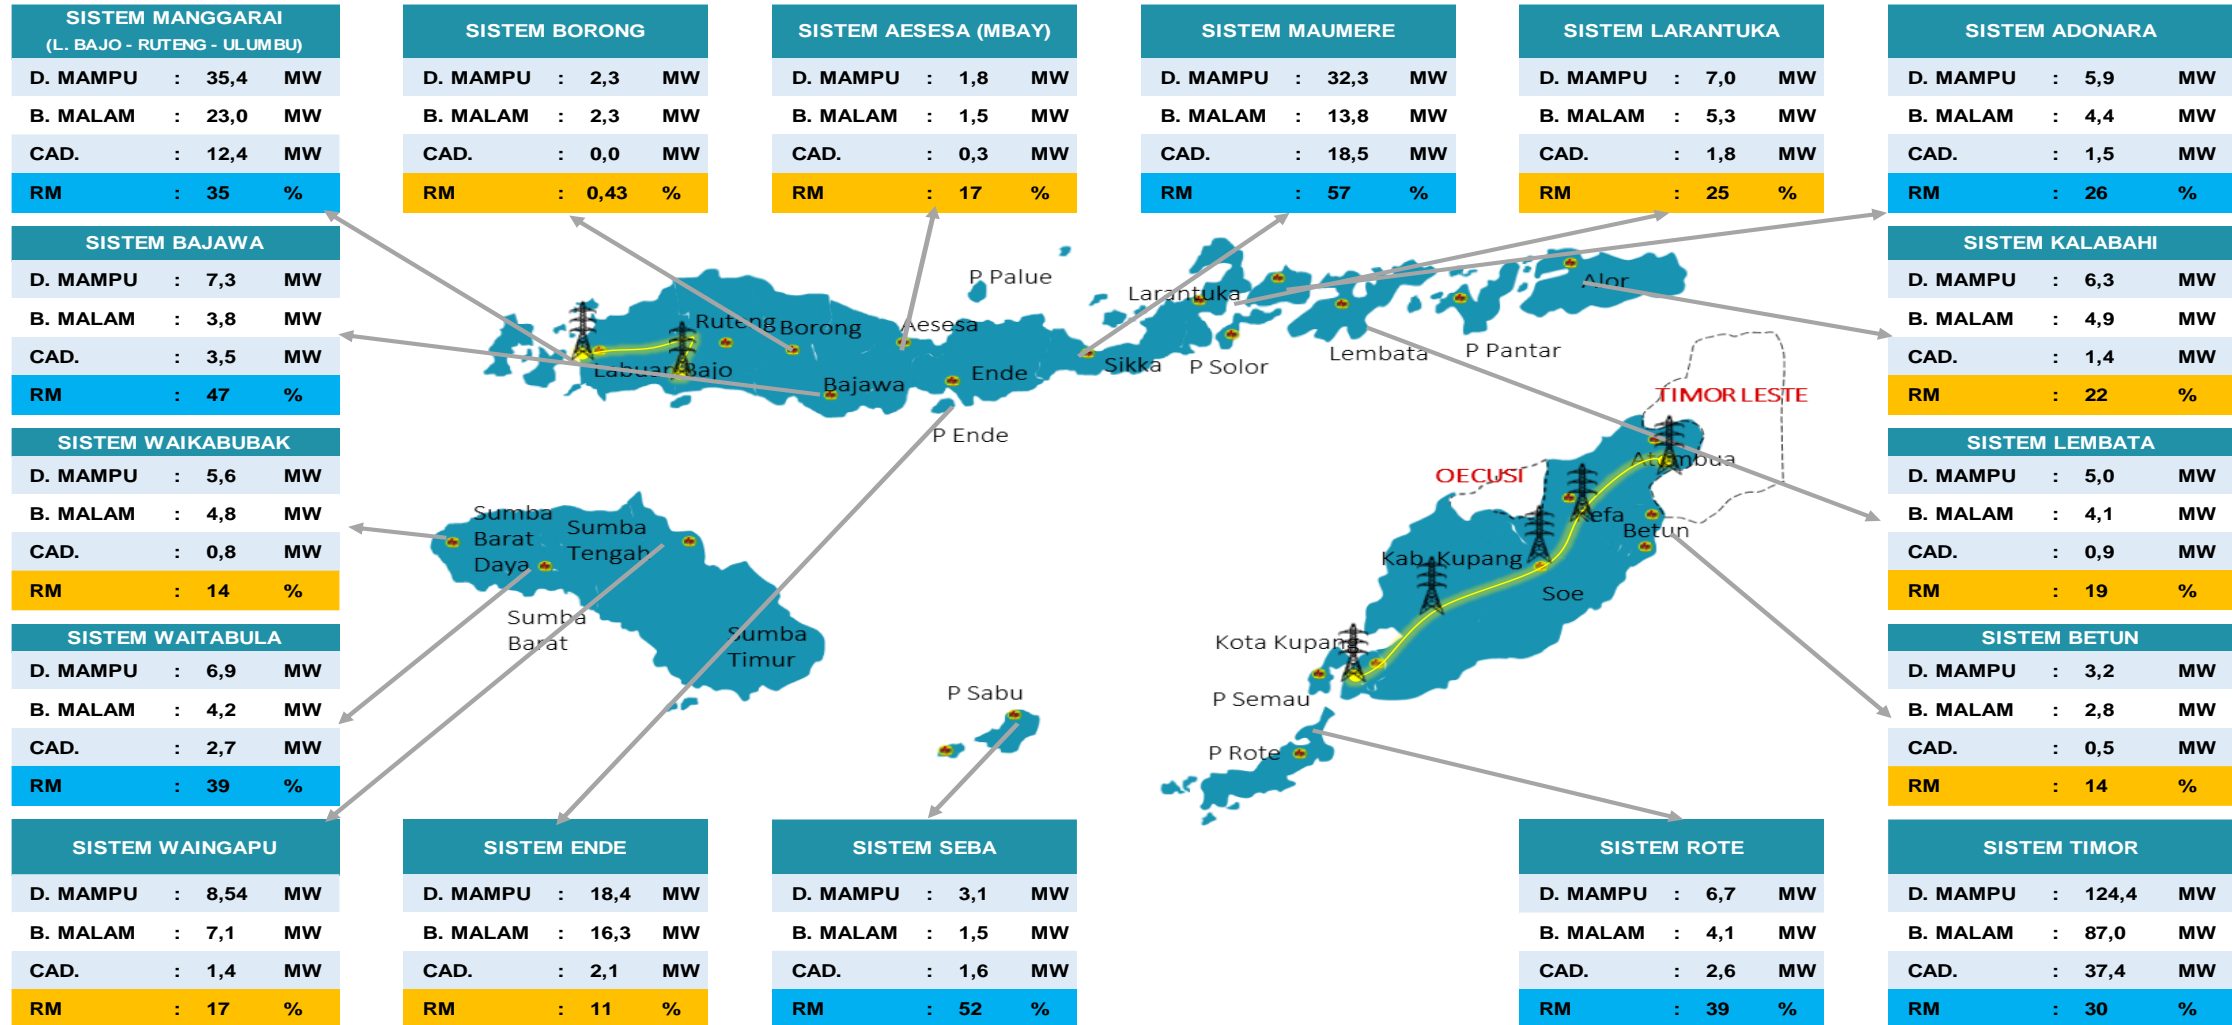 SISTEM MANGGARAI
(L. BAJO - RUTENG - ULUMBU)
D. MAMPU : 35,4 MW
B. MALAM : 23,0 MW
CAD. : 12,4 MW
RM : 35 %
SISTEM BORONG
D. MAMPU : 2,3 MW
B. MALAM : 2,3 MW
CAD. : 0,0 MW
RM : 0,43 %
SISTEM AESESA (MBAY)
D. MAMPU : 1,8 MW
B. MALAM : 1,5 MW
CAD. : 0,3 MW
RM : 17 %
SISTEM MAUMERE
D. MAMPU : 32,3 MW
B. MALAM : 13,8 MW
CAD. : 18,5 MW
RM : 57 %
SISTEM LARANTUKA
D. MAMPU : 7,0 MW
B. MALAM : 5,3 MW
CAD. : 1,8 MW
RM : 25 %
SISTEM ADONARA
D. MAMPU : 5,9 MW
B. MALAM : 4,4 MW
CAD. : 1,5 MW
RM : 26 %
SISTEM BAJAWA
D. MAMPU : 7,3 MW
B. MALAM : 3,8 MW
CAD. : 3,5 MW
RM : 47 %
SISTEM KALABAHI
D. MAMPU : 6,3 MW
B. MALAM : 4,9 MW
CAD. : 1,4 MW
RM : 22 %
P Palue
Larantuka
Alor
Ruteng
Borong
Aesesa
Labuan Bajo
Bajawa
Ende
Sikka
P Solor
Lembata
P Pantar
P Ende
TIMOR LESTE
OECUSI
Atambua
Kefa
Betun
Kab. Kupang
Soe
Kota Kupang
P Semau
P Rote
P Sabu
Sumba
Barat
Daya
Sumba
Tengah
Sumba
Barat
Sumba
Timur
SISTEM WAIKABUBAK
D. MAMPU : 5,6 MW
B. MALAM : 4,8 MW
CAD. : 0,8 MW
RM : 14 %
SISTEM LEMBATA
D. MAMPU : 5,0 MW
B. MALAM : 4,1 MW
CAD. : 0,9 MW
RM : 19 %
SISTEM WAITABULA
D. MAMPU : 6,9 MW
B. MALAM : 4,2 MW
CAD. : 2,7 MW
RM : 39 %
SISTEM BETUN
D. MAMPU : 3,2 MW
B. MALAM : 2,8 MW
CAD. : 0,5 MW
RM : 14 %
SISTEM WAINGAPU
D. MAMPU : 8,54 MW
B. MALAM : 7,1 MW
CAD. : 1,4 MW
RM : 17 %
SISTEM ENDE
D. MAMPU : 18,4 MW
B. MALAM : 16,3 MW
CAD. : 2,1 MW
RM : 11 %
SISTEM SEBA
D. MAMPU : 3,1 MW
B. MALAM : 1,5 MW
CAD. : 1,6 MW
RM : 52 %
SISTEM ROTE
D. MAMPU : 6,7 MW
B. MALAM : 4,1 MW
CAD. : 2,6 MW
RM : 39 %
SISTEM TIMOR
D. MAMPU : 124,4 MW
B. MALAM : 87,0 MW
CAD. : 37,4 MW
RM : 30 %